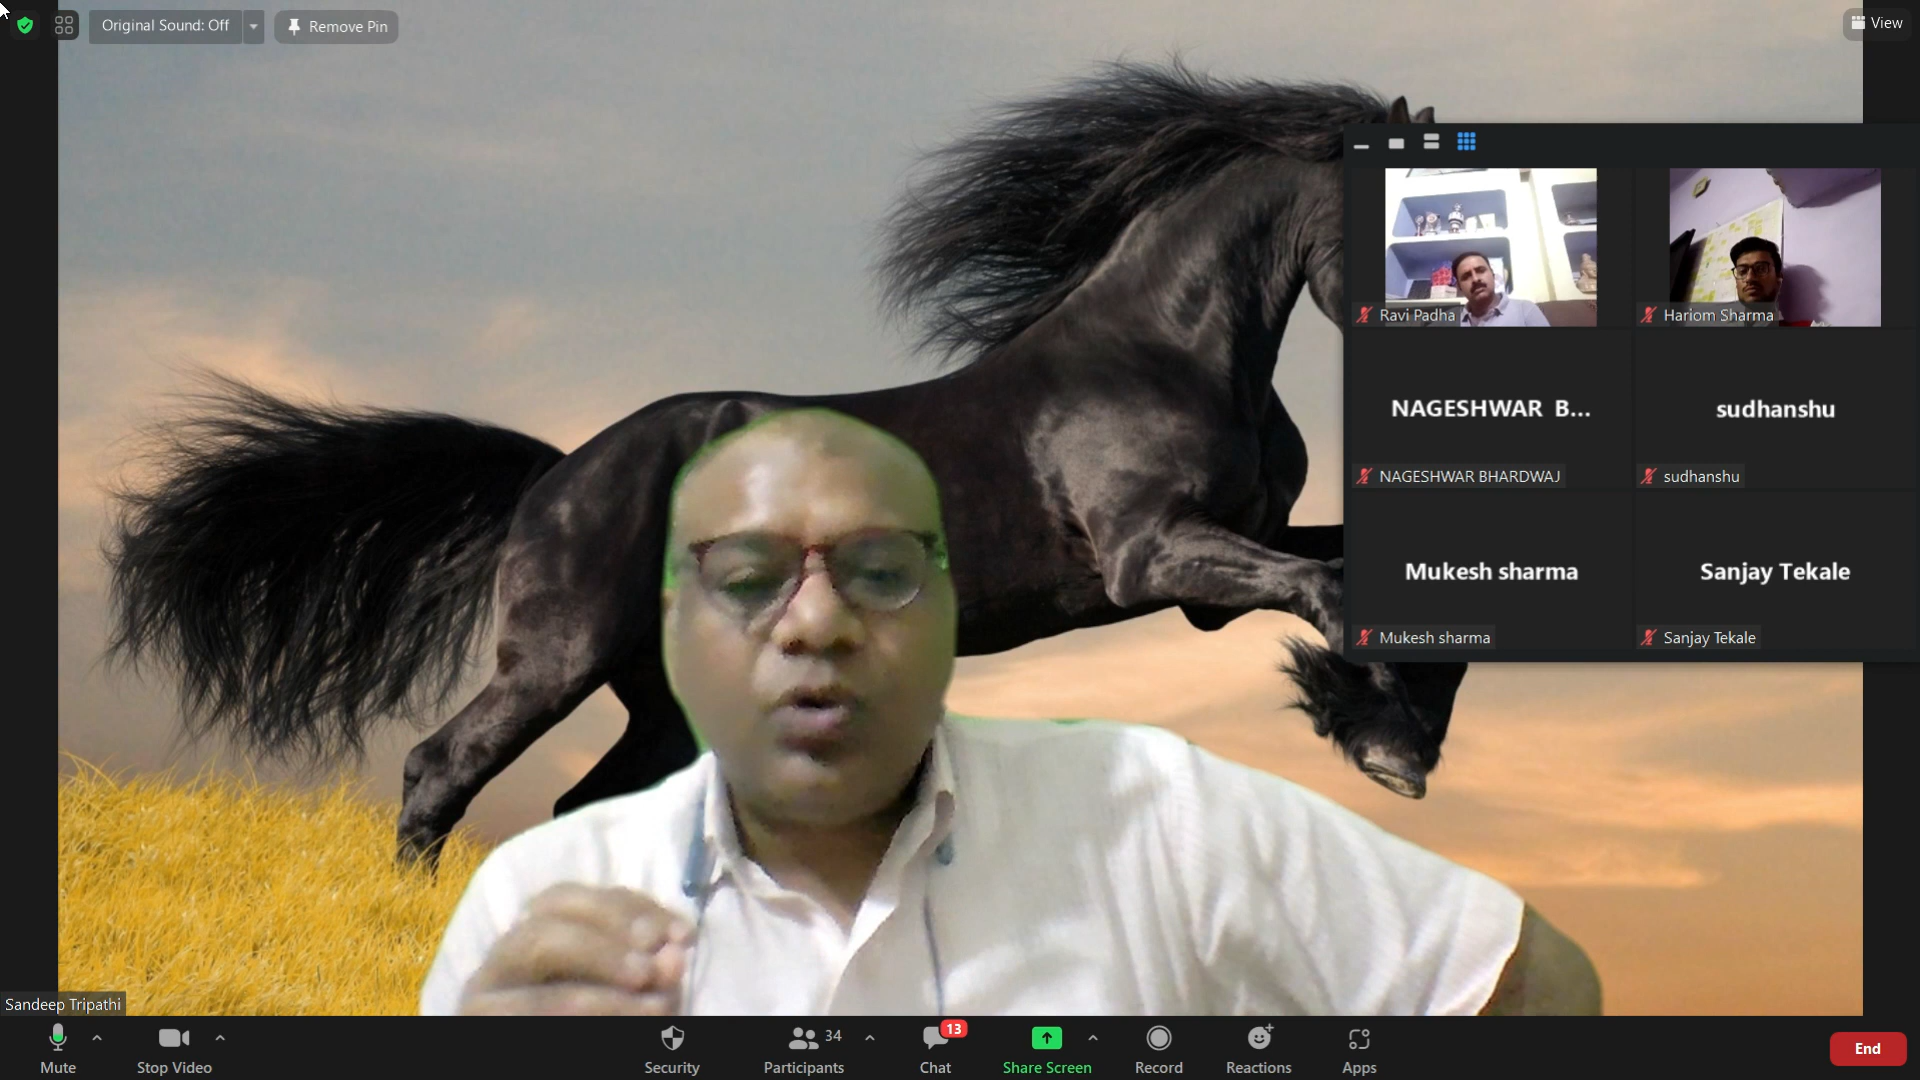 Original Sound: Off
Remove Pin
View
Ravi Padha
Hariom Sharma
NAGESHWAR B...
sudhanshu
NAGESHWAR BHARDWAJ
sudhanshu
Mukesh sharma
Sanjay Tekale
Mukesh sharma
Sanjay Tekale
Sandeep Tripathi
34
13
Mute
Stop Video
Security
Participants
Chat
Share Screen
Record
Reactions
Apps
End